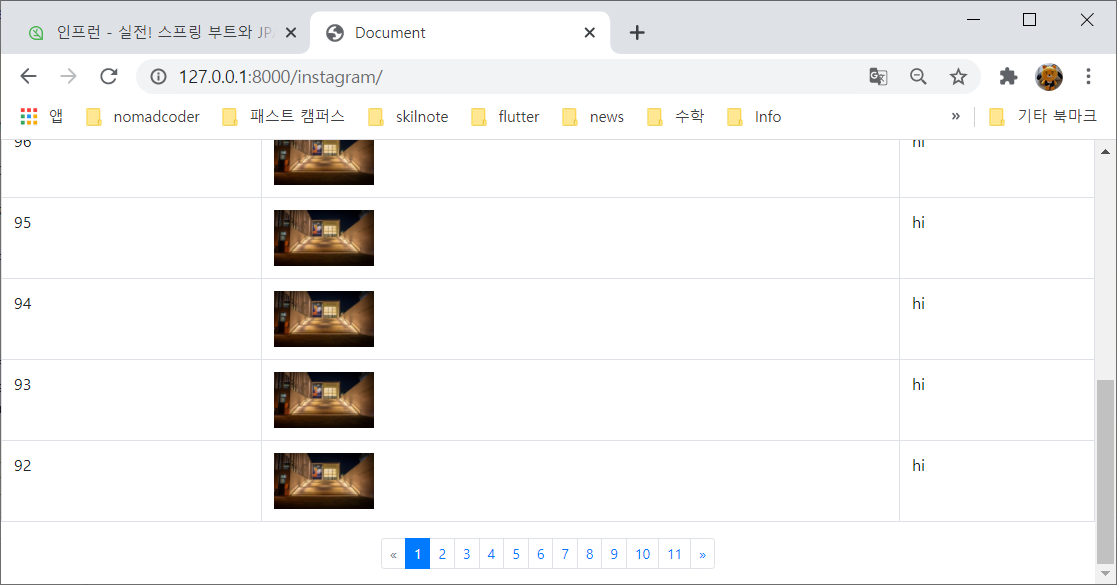 인프런 - 실전! 스프링 부트와 JPA
Document
127.0.0.1:8000/instagram/
앱 nomadcoder 패스트 캠퍼스 skilnote flutter news 수학 Info » 기타 북마크
96 hi
95 hi
94 hi
93 hi
92 hi
« 1 2 3 4 5 6 7 8 9 10 11 »